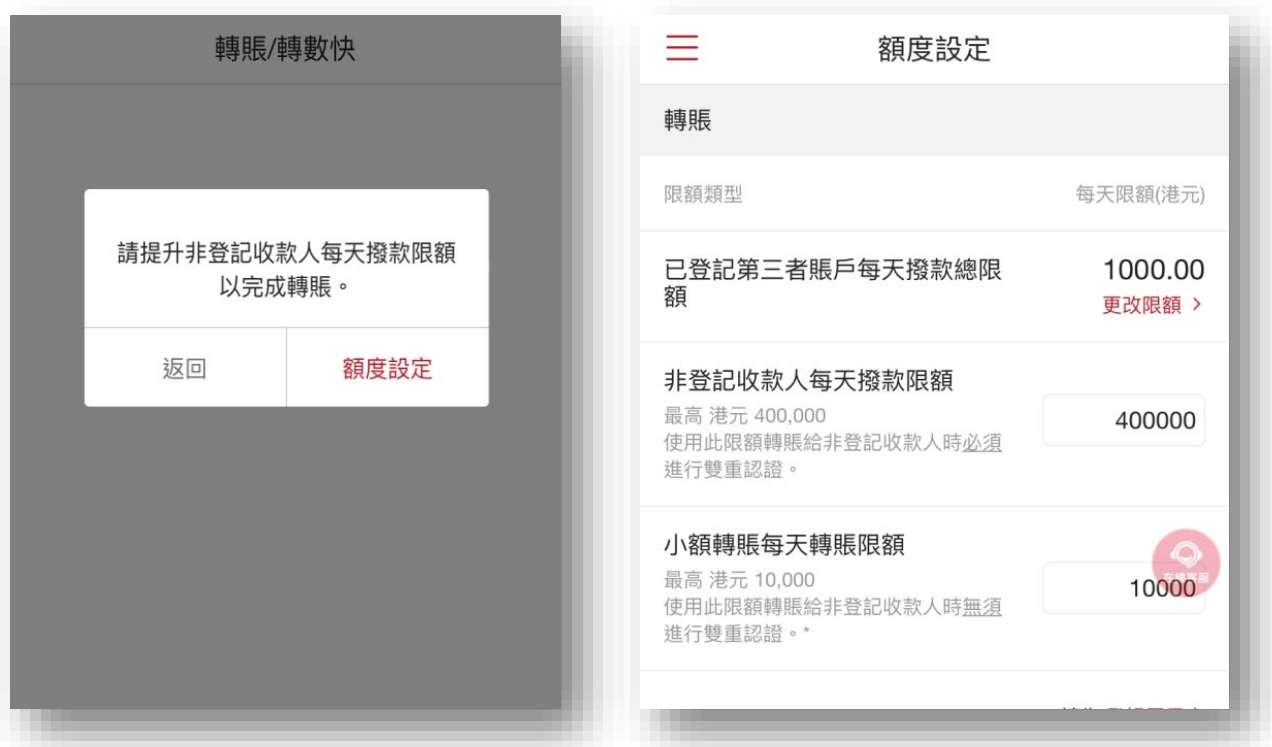 轉賬/轉數快
請提升非登記收款人每天撥款限額
以完成轉賬。
返回
額度設定
額度設定
轉賬
限額類型
每天限額(港元)
已登記第三者賬戶每天撥款總限
額
1000.00
更改限額 >
非登記收款人每天撥款限額
最高 港元 400,000
使用此限額轉賬給非登記收款人時必須
進行雙重認證。
400000
小額轉賬每天轉賬限額
最高 港元 10,000
使用此限額轉賬給非登記收款人時無須
進行雙重認證。*
在線客服
10000